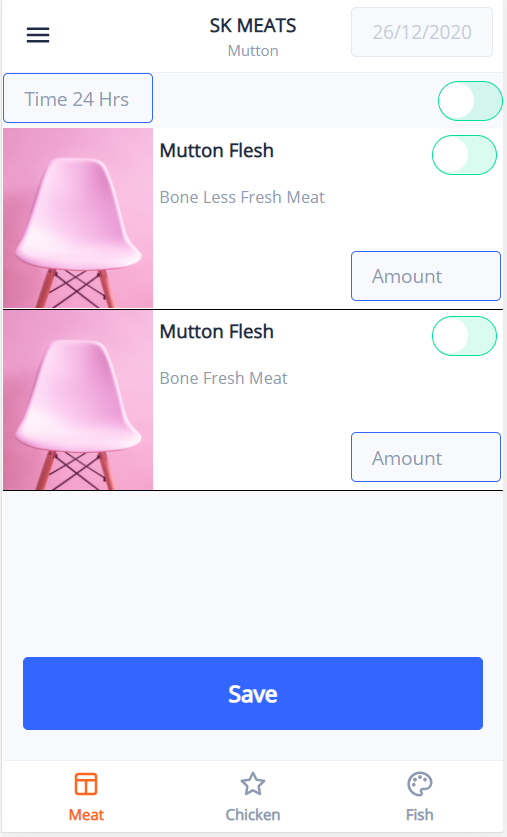 SK MEATS
Mutton
26/12/2020
Time 24 Hrs
Mutton Flesh
Bone Less Fresh Meat
Amount
Mutton Flesh
Bone Fresh Meat
Amount
Save
Meat
Chicken
Fish